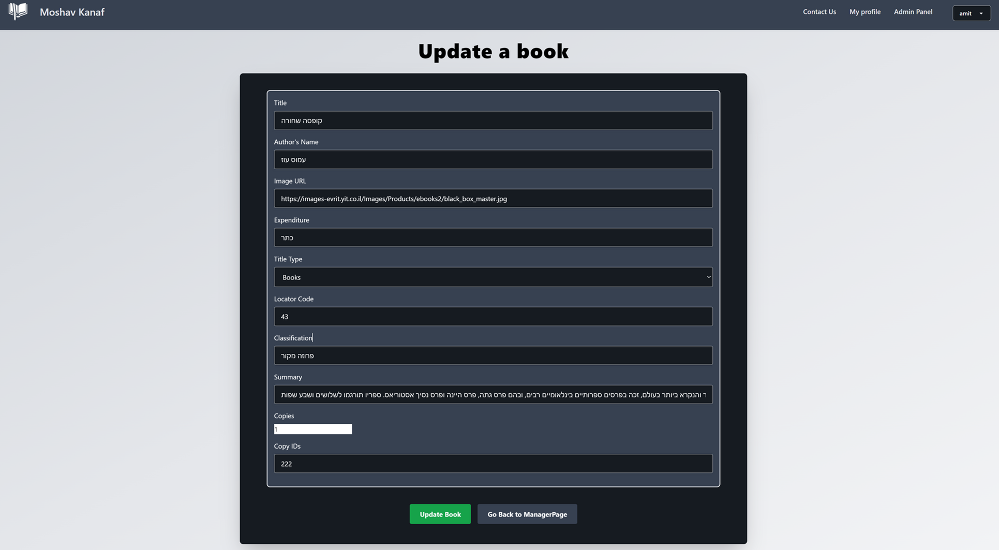 Moshav Kanaf
Contact Us
My profile
Admin Panel
amit
Update a book
Title
קופסה שחורה
Author's Name
עמוס עוז
Image URL
https://images-evrit.yit.co.il/Images/Products/ebooks2/black_box_master.jpg
Expenditure
כתר
Title Type
Books
Locator Code
43
Classification
פרוזה מקור
Summary
ר והנקרא ביותר בעולם, זכה בפרסים ספרותיים בינלאומיים רבים, ובהם פרס גתה, פרס היינה ופרס נסיך אסטוריאס. ספריו תורגמו לשלושים ושבע שפות
Copies
1
Copy IDs
222
Update Book
Go Back to ManagerPage